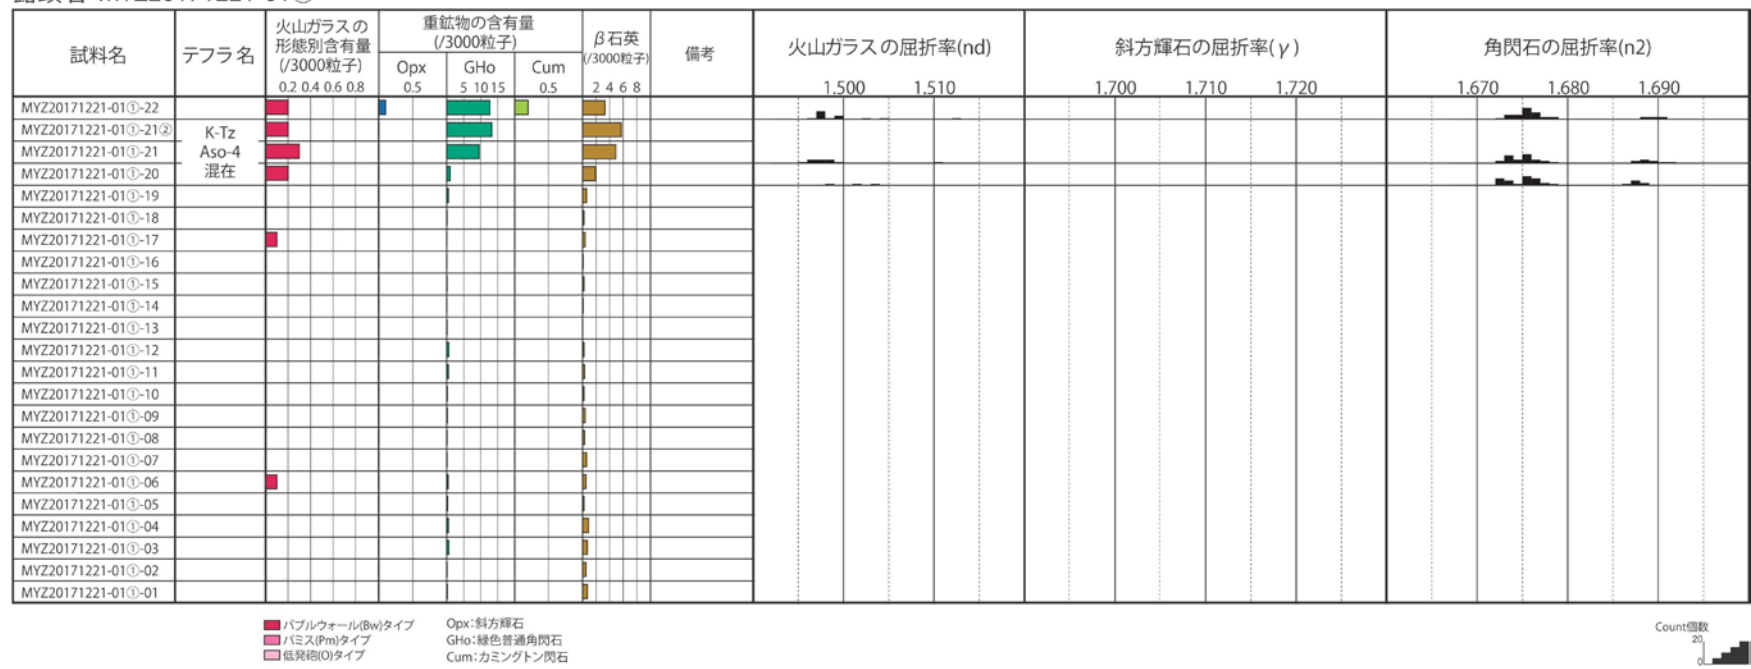 試料名
テフラ名
火山ガラスの
形態別含有量
(/3000粒子)
0.2 0.4 0.6 0.8
重鉱物の含有量
(/3000粒子)
Opx
GHo
Cum
0.5
5 10 15
0.5
β石英
(/3000粒子)
2 4 6 8
備考
火山ガラスの屈折率(nd)
1.500
1.510
斜方輝石の屈折率(γ)
1.700
1.710
1.720
角閃石の屈折率(n2)
1.670
1.680
1.690
MYZ20171221-01①-22
MYZ20171221-01①-21②
MYZ20171221-01①-21
MYZ20171221-01①-20
K-Tz
Aso-4
混在
MYZ20171221-01①-19
MYZ20171221-01①-18
MYZ20171221-01①-17
MYZ20171221-01①-16
MYZ20171221-01①-15
MYZ20171221-01①-14
MYZ20171221-01①-13
MYZ20171221-01①-12
MYZ20171221-01①-11
MYZ20171221-01①-10
MYZ20171221-01①-09
MYZ20171221-01①-08
MYZ20171221-01①-07
MYZ20171221-01①-06
MYZ20171221-01①-05
MYZ20171221-01①-04
MYZ20171221-01①-03
MYZ20171221-01①-02
MYZ20171221-01①-01
バブルウォール(Bw)タイプ
パミス(Pm)タイプ
低発砲(O)タイプ
Opx:斜方輝石
GHo:緑色普通角閃石
Cum:カミングトン閃石
Count個数
20
0